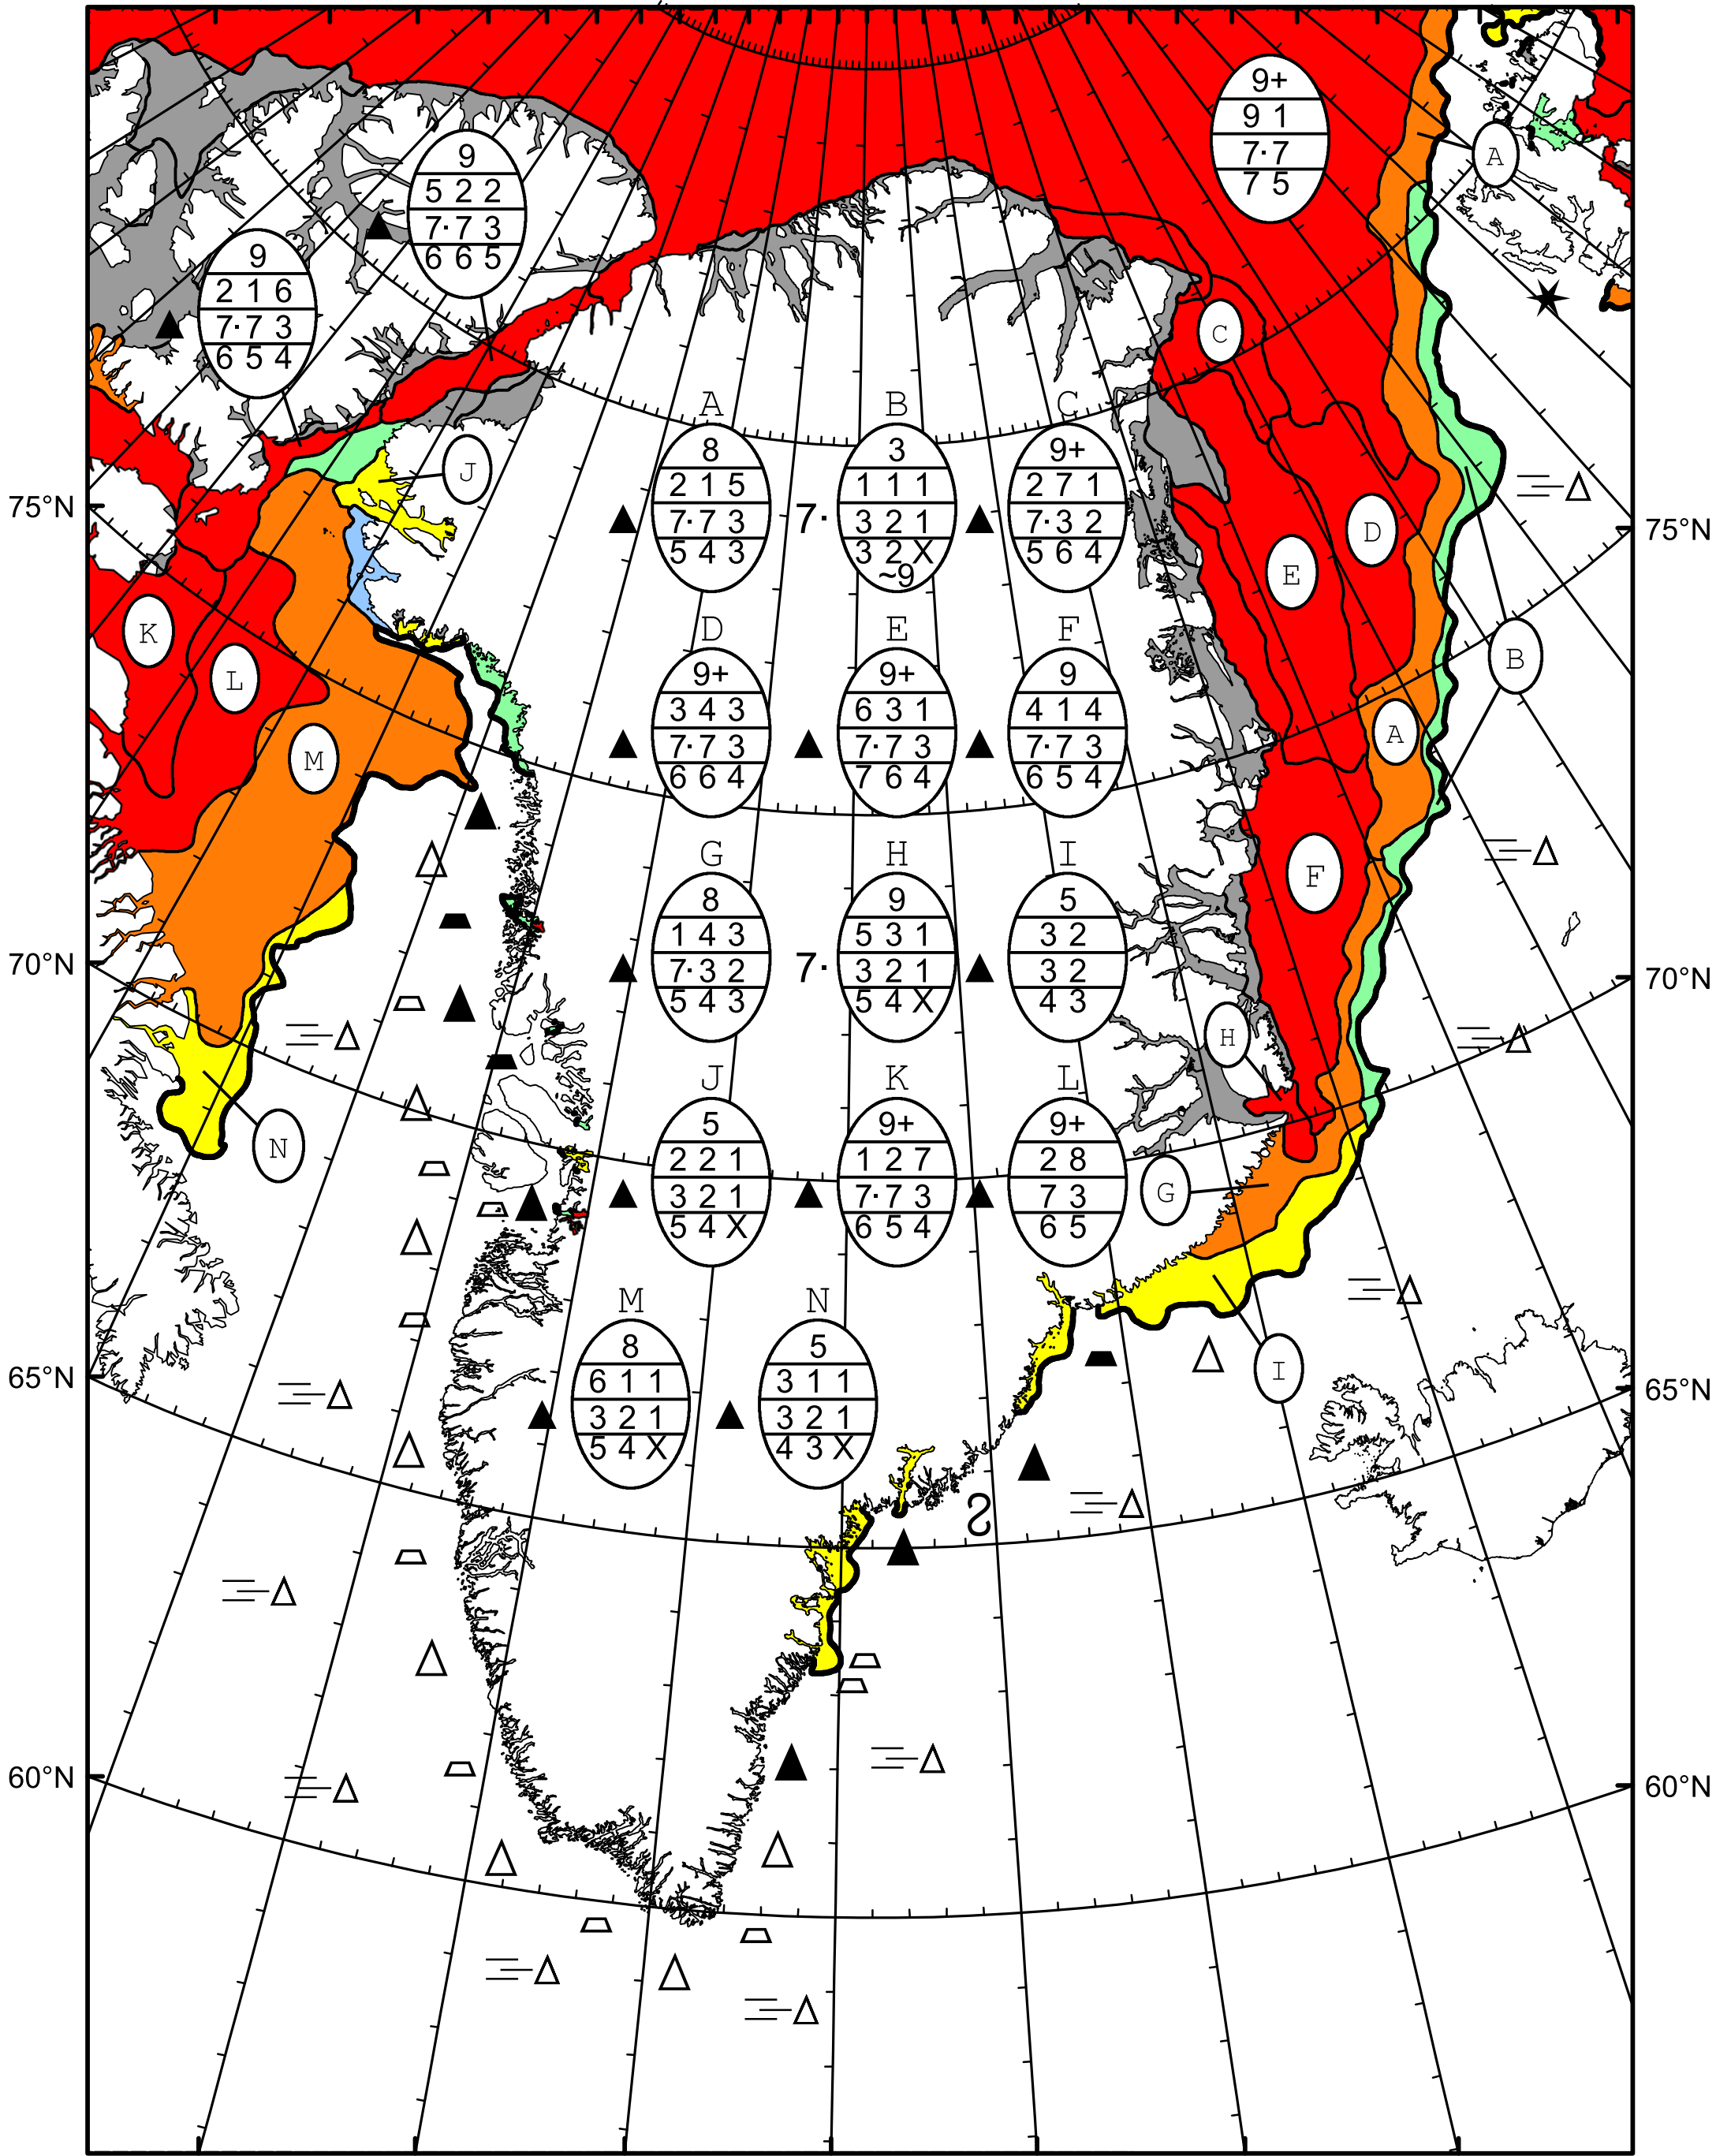 9+
9 1
7·7
7 5
A
9
5 2 2
7·7 3
6 6 5
9
2 1 6
7·7 3
6 5 4
C
J
75°N
75°N
A
8
2 1 5
7·7 3
5 4 3
B
7·
3
1 1 1
3 2 1
3 2 X
~9
C
9+
2 7 1
7·3 2
5 6 4
D
E
K
L
B
M
A
D
9+
3 4 3
7·7 3
6 6 4
E
9+
6 3 1
7·7 3
7 6 4
F
9
4 1 4
7·7 3
6 5 4
F
70°N
70°N
G
8
1 4 3
7·3 2
5 4 3
H
7·
9
5 3 1
3 2 1
5 4 X
I
5
3 2
3 2
4 3
H
N
G
J
5
2 2 1
3 2 1
5 4 X
K
9+
1 2 7
7·7 3
6 5 4
L
9+
2 8
7 3
6 5
I
65°N
65°N
M
8
6 1 1
3 2 1
5 4 X
N
5
3 1 1
3 2 1
4 3 X
60°N
60°N